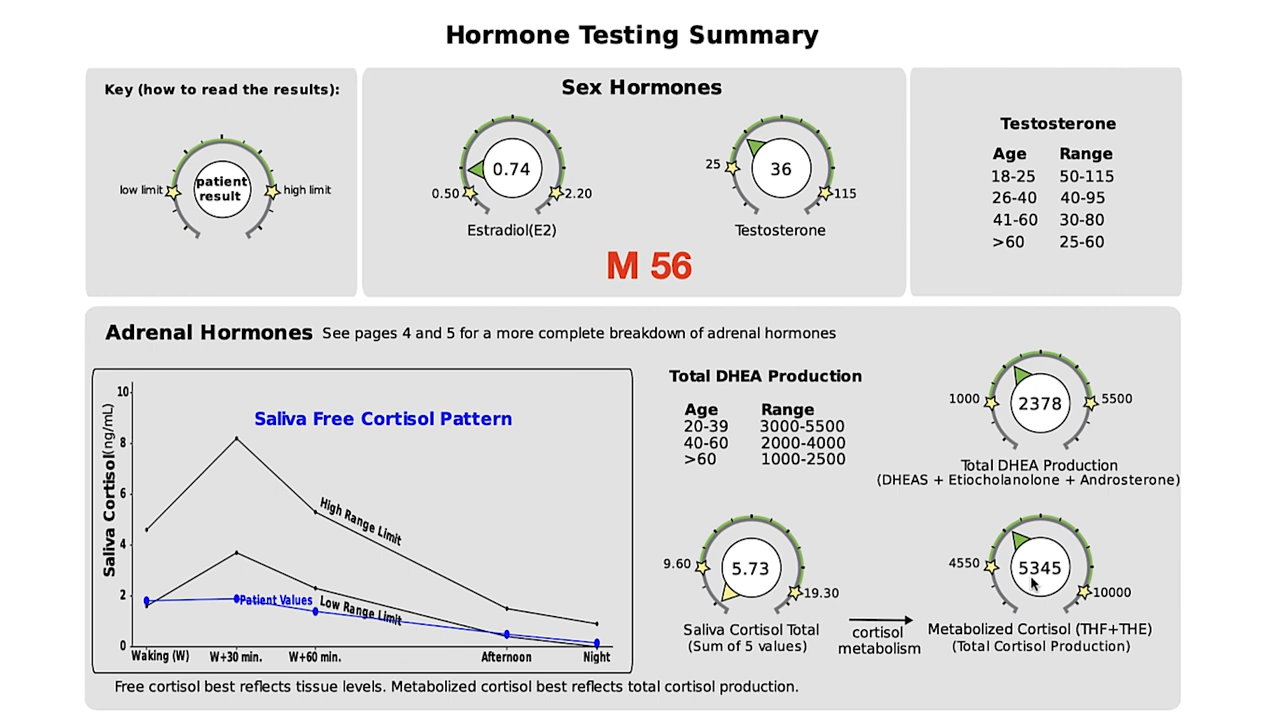 Hormone Testing Summary
Key (how to read the results):
low limit
patient
result
high limit
Sex Hormones
0.74
0.50
2.20
Estradiol(E2)
36
25
115
Testosterone
M 56
Testosterone
Age Range
18-25 50-115
26-40 40-95
41-60 30-80
>60 25-60
Adrenal Hormones See pages 4 and 5 for a more complete breakdown of adrenal hormones
Saliva Free Cortisol Pattern
Saliva Cortisol(ng/mL)
10
8
6
4
2
0
High Range Limit
Patient Values
Low Range Limit
Waking (W) W+30 min. W+60 min. Afternoon Night
Total DHEA Production
Age Range
20-39 3000-5500
40-60 2000-4000
>60 1000-2500
2378
1000
5500
Total DHEA Production
(DHEAS + Etiocholanolone + Androsterone)
5.73
9.60
19.30
Saliva Cortisol Total
(Sum of 5 values)
cortisol
metabolism
5345
4550
10000
Metabolized Cortisol (THF+THE)
(Total Cortisol Production)
Free cortisol best reflects tissue levels. Metabolized cortisol best reflects total cortisol production.